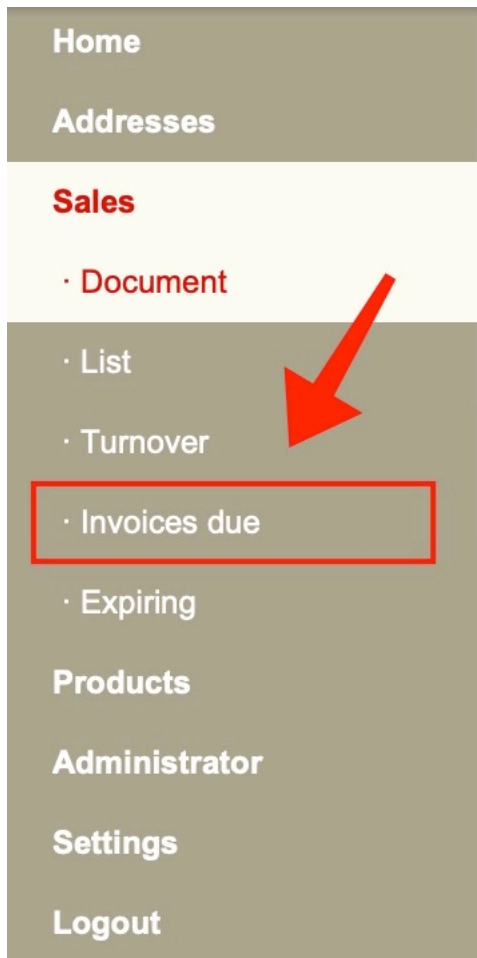 Home
Addresses
Sales
· Document
· List
· Turnover
· Invoices due
· Expiring
Products
Administrator
Settings
Logout